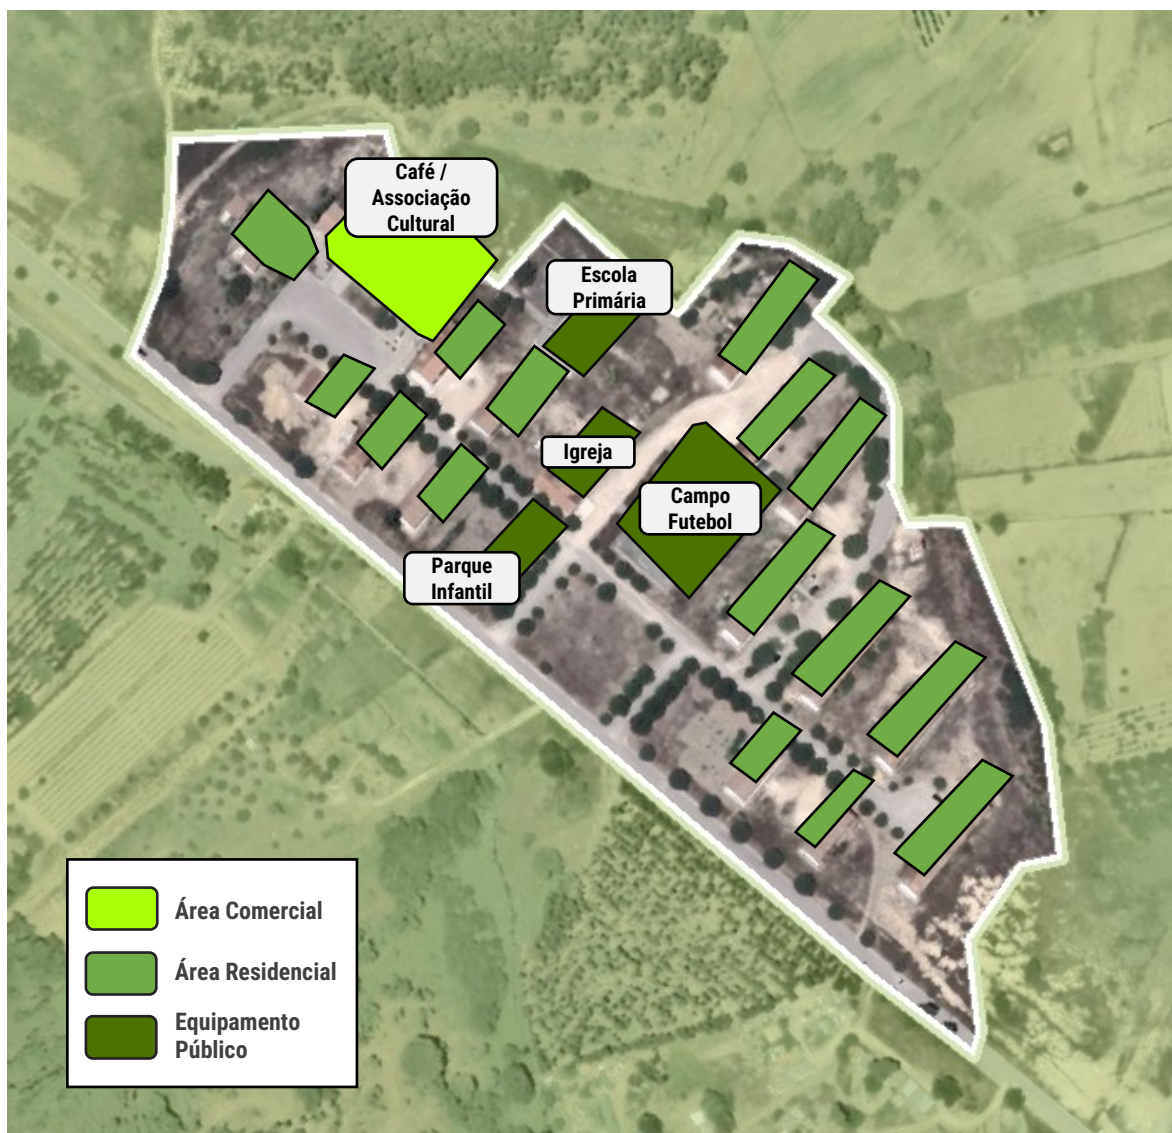 Café /
Associação
Cultural
Escola
Primária
Igreja
Campo
Futebol
Parque
Infantil
Área Comercial
Área Residencial
Equipamento
Público